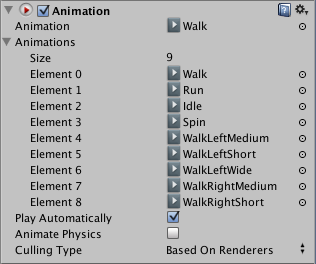 Animation
Animation Walk
Animations
Size 9
Element 0 Walk
Element 1 Run
Element 2 Idle
Element 3 Spin
Element 4 WalkLeftMedium
Element 5 WalkLeftShort
Element 6 WalkLeftWide
Element 7 WalkRightMedium
Element 8 WalkRightShort
Play Automatically
Animate Physics
Culling Type Based On Renderers